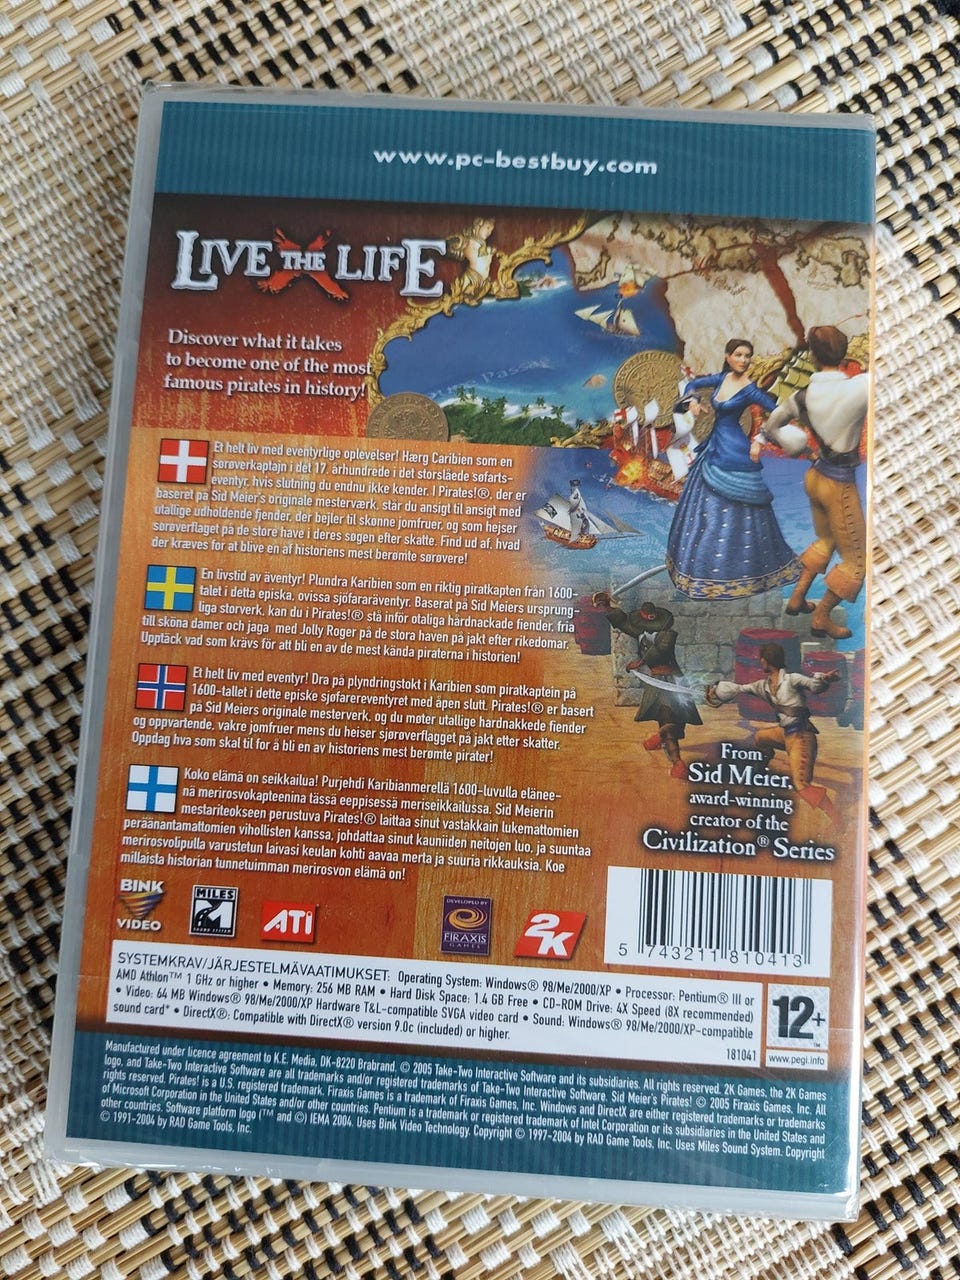 www.pc-bestbuy.com
LIVE THE LIFE
Discover what it takes
to become one of the most
famous pirates in history!
Et helt liv med eventyrlige oplevelser! Hærg Caribien som en
sørøverkaptajn i det 17. århundrede i det storslåede søfarts-
eventyr, hvis slutning du endnu ikke kender. I Pirates!®, der er
baseret på Sid Meier's originale mesterværk, står du ansigt til ansigt med
utallige udholdende fjender, der bejler til skønne jomfruer, og som hejser
sørøverflaget på de store have i deres søgen efter skatte. Find ud af, hvad
der kræves for at blive en af historiens mest berømte sørøvere!
En livstid av äventyr! Plundra Karibien som en riktig piratkapten från 1600-
talet i detta episka, ovissa sjöfararäventyr. Baserat på Sid Meiers ursprung-
liga storverk, kan du i Pirates!® stå inför otaliga hårdnackade fiender, fria
till sköna damer och jaga med Jolly Roger på de stora haven på jakt efter rikedomar.
Upptäck vad som krävs för att bli en av de mest kända piraterna i historien!
Et helt liv med eventyr! Dra på plyndringstokt i Karibien som piratkaptein på
1600-tallet i dette episke sjøfarereventyret med åpen slutt. Pirates!® er basert
på Sid Meiers originale mesterverk, og du møter utallige hardnakkede fiender
og oppvartende, vakre jomfruer mens du heiser sjørøverflagget på jakt etter skatter.
Oppdag hva som skal til for å bli en av historiens mest berømte pirater!
Koko elämä on seikkailua! Purjehdi Karibianmerellä 1600-luvulla elänee-
nä merirosvokapteenina tässä eeppisessä meriseikkailussa. Sid Meierin
mestariteokseen perustuva Pirates!® laittaa sinut vastakkain lukemattomien
peräänantamattomien vihollisten kanssa, johdattaa sinut kauniiden neitojen luo, ja suuntaa
merirosvolipulla varustetun laivasi keulan kohti aavaa merta ja suuria rikkauksia. Koe
millaista historian tunnetuimman merirosvon elämä on!
From
Sid Meier,
award-winning
creator of the
Civilization® Series
BINK
VIDEO
MILES
SOUND SYSTEM
ATI
DEVELOPED BY
FIRAXIS
GAMES
2K
5 743211 810413
SYSTEMKRAV/JÄRJESTELMÄVAATIMUKSET: Operating System: Windows® 98/Me/2000/XP • Processor: Pentium® III or
AMD Athlon™ 1 GHz or higher • Memory: 256 MB RAM • Hard Disk Space: 1.4 GB Free • CD-ROM Drive: 4X Speed (8X recommended)
• Video: 64 MB Windows® 98/Me/2000/XP Hardware T&L-compatible SVGA video card • Sound: Windows® 98/Me/2000/XP-compatible
sound card* • DirectX®: Compatible with DirectX® version 9.0c (included) or higher.
181041
12+
www.pegi.info
Manufactured under licence agreement to K.E. Media, DK-8220 Brabrand. © 2005 Take-Two Interactive Software and its subsidiaries. All rights reserved. 2K Games, the 2K Games
logo, and Take-Two Interactive Software are all trademarks and/or registered trademarks of Take-Two Interactive Software. Sid Meier's Pirates! © 2005 Firaxis Games, Inc. All
rights reserved. Pirates! is a U.S. registered trademark. Firaxis Games is a trademark of Firaxis Games, Inc. Windows and DirectX are either registered trademarks or trademarks
of Microsoft Corporation in the United States and/or other countries. Pentium is a trademark or registered trademark of Intel Corporation or its subsidiaries in the United States and
other countries. Software platform logo (™ and ©) IEMA 2004. Uses Bink Video Technology. Copyright © 1997-2004 by RAD Game Tools, Inc. Uses Miles Sound System. Copyright
© 1991-2004 by RAD Game Tools, Inc.